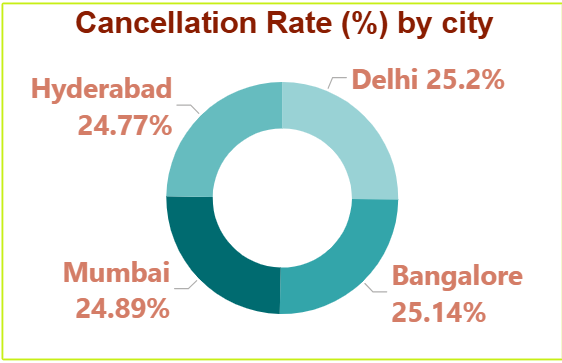 Cancellation Rate (%) by city
Delhi 25.2%
Bangalore
25.14%
Mumbai
24.89%
Hyderabad
24.77%